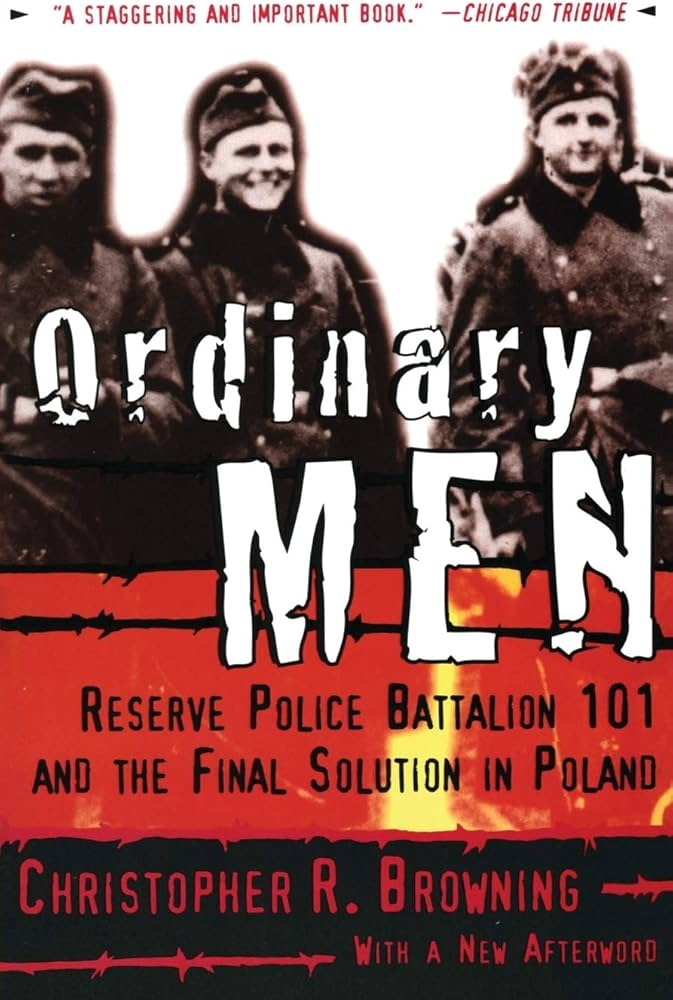 "A STAGGERING AND IMPORTANT BOOK." —CHICAGO TRIBUNE
Ordinary
MEN
RESERVE POLICE BATTALION 101
AND THE FINAL SOLUTION IN POLAND
CHRISTOPHER R. BROWNING
WITH A NEW AFTERWORD